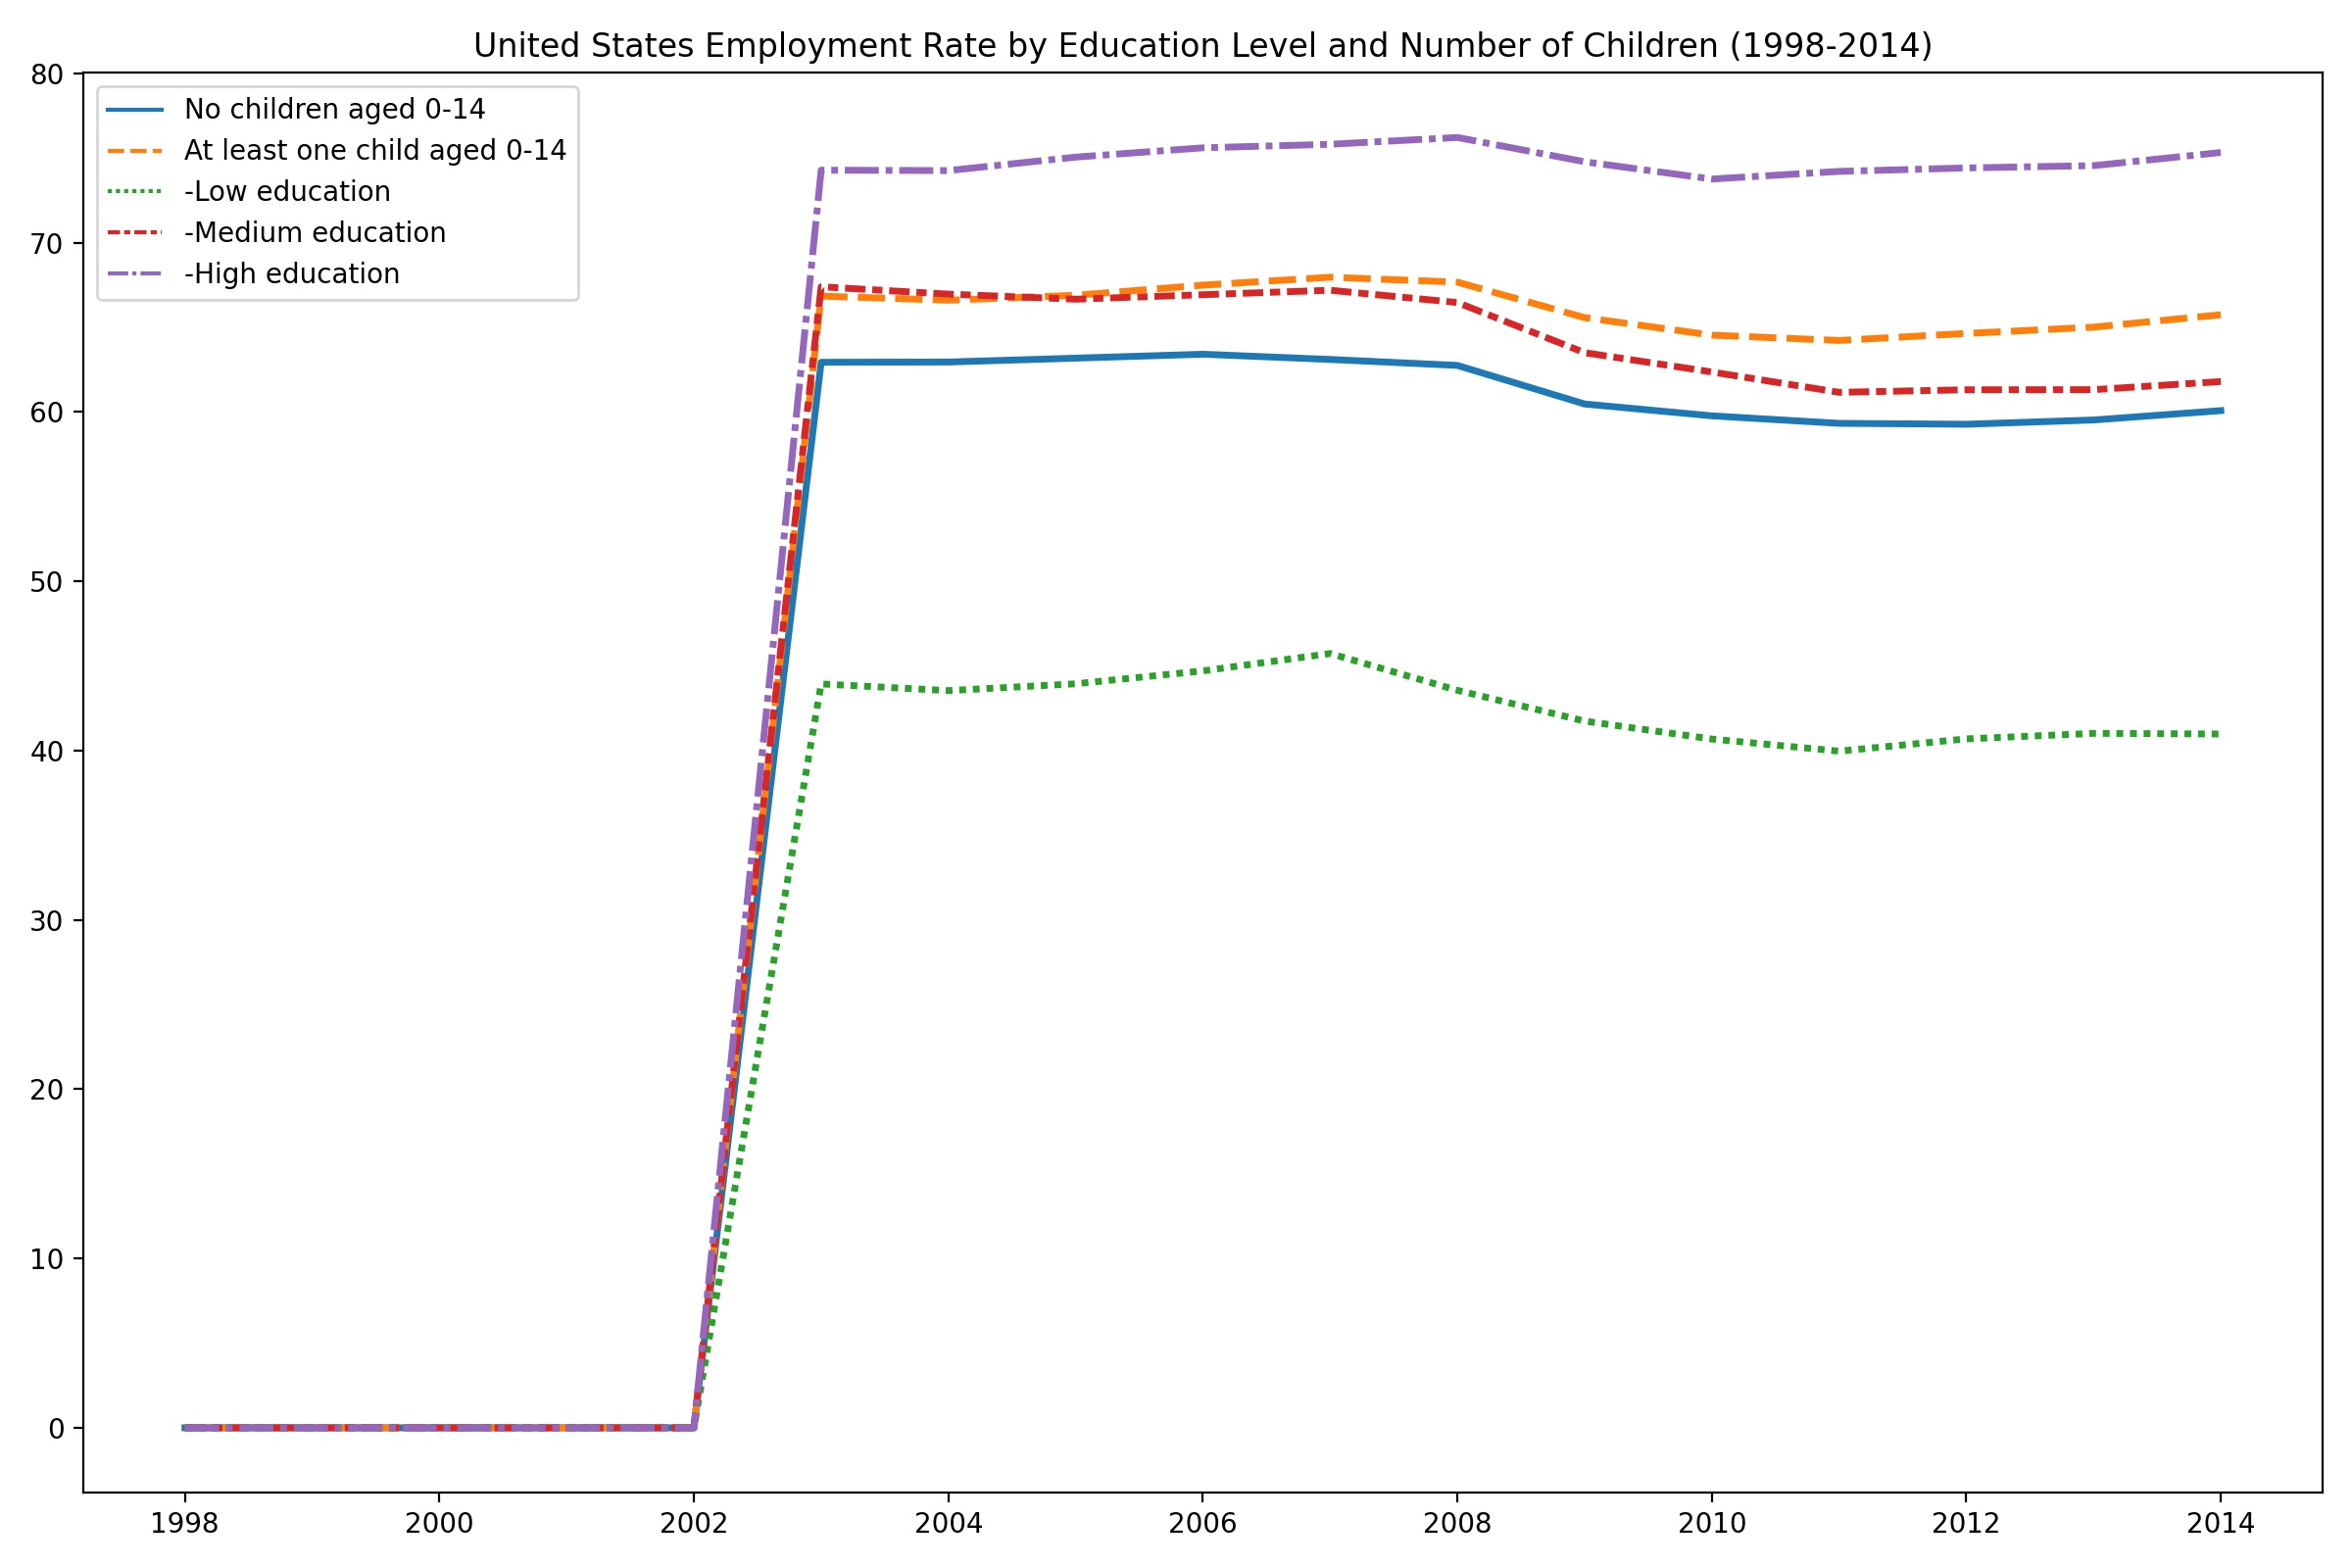 United States Employment Rate by Education Level and Number of Children (1998-2014)
80
70
60
50
40
30
20
10
0
No children aged 0-14
At least one child aged 0-14
-Low education
-Medium education
-High education
1998 2000 2002 2004 2006 2008 2010 2012 2014